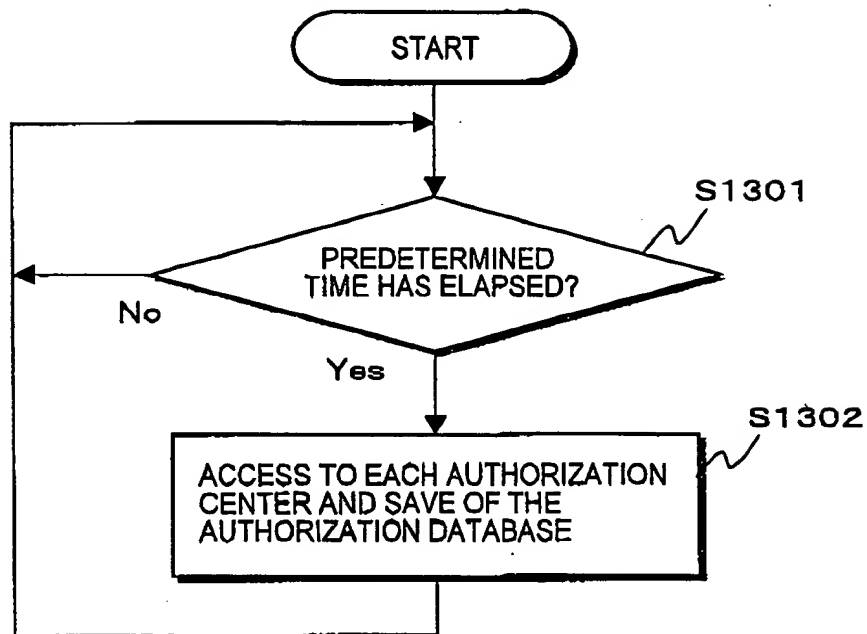 START
S1301
PREDETERMINED
TIME HAS ELAPSED?
No
Yes
S1302
ACCESS TO EACH AUTHORIZATION
CENTER AND SAVE OF THE
AUTHORIZATION DATABASE